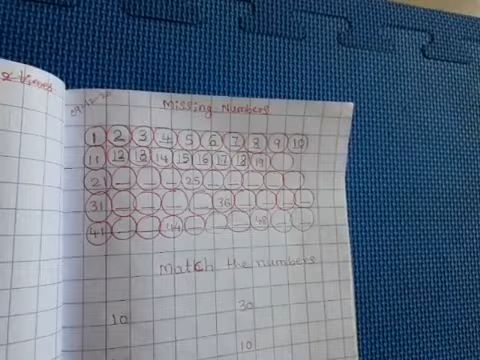 Missing Numbers
1 2 3 4 5 6 7 8 9 10
11 12 13 14 15 16 17 18 19
21 _ _ _ 25 _ _ _ _
31 _ _ _ _ 36 _ _ _
41 _ _ 44 _ _ _ 48 _ _
Match the numbers
30
10
10